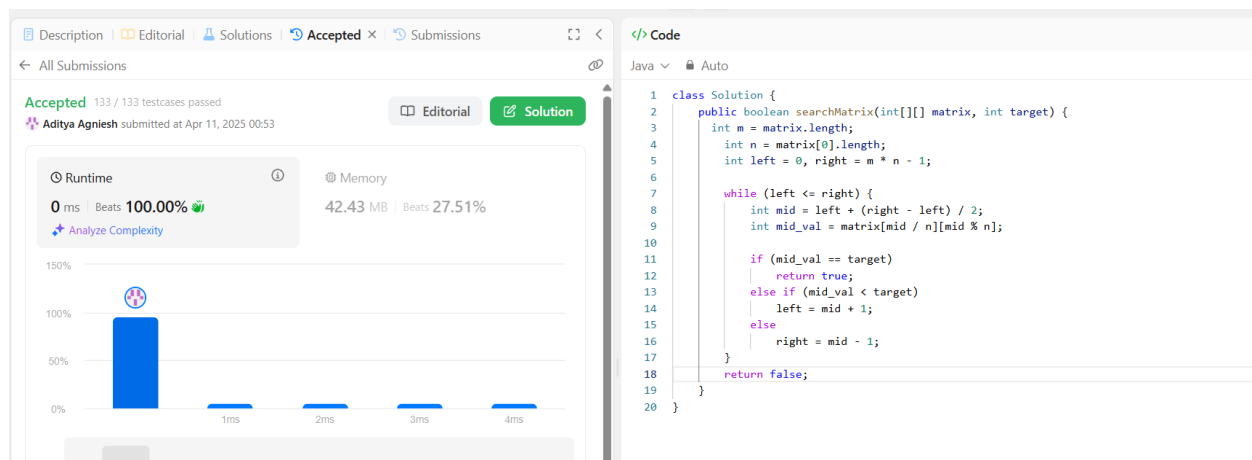 Description | Editorial | Solutions | Accepted × | Submissions
← All Submissions
Accepted 133 / 133 testcases passed
Aditya Agniesh submitted at Apr 11, 2025 00:53
Editorial
Solution
Runtime
0 ms | Beats 100.00%
Analyze Complexity
Memory
42.43 MB | Beats 27.51%
150%
100%
50%
0%
1ms 2ms 3ms 4ms
</> Code
Java Auto
1 class Solution {
2     public boolean searchMatrix(int[][] matrix, int target) {
3       int m = matrix.length;
4         int n = matrix[0].length;
5         int left = 0, right = m * n - 1;
6
7         while (left <= right) {
8             int mid = left + (right - left) / 2;
9             int mid_val = matrix[mid / n][mid % n];
10
11             if (mid_val == target)
12                 return true;
13             else if (mid_val < target)
14                 left = mid + 1;
15             else
16                 right = mid - 1;
17         }
18         return false;
19     }
20 }